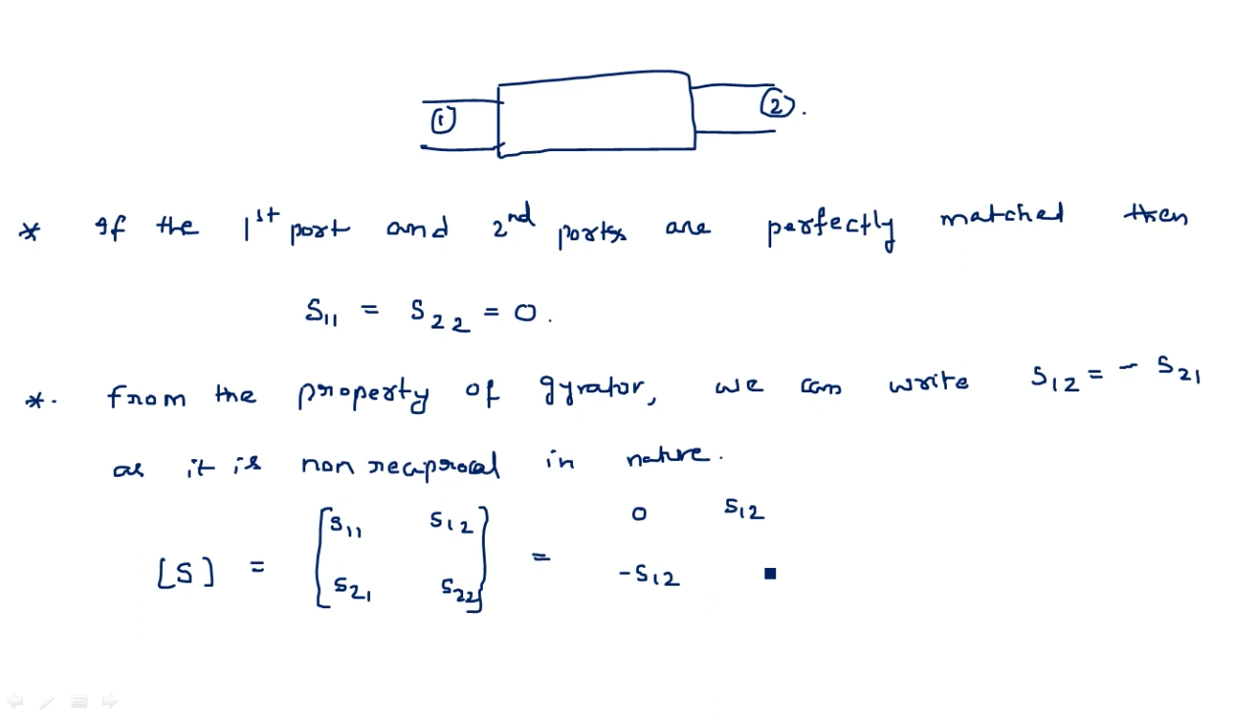 ① ②.
* If the 1st port and 2nd ports are perfectly matched then
S11 = S22 = 0.
*. from the property of gyrator, we can write S12 = - S21
as it is non reciprocal in nature.
[S] = [S11 S12 = 0 S12
S21 S22] -S12